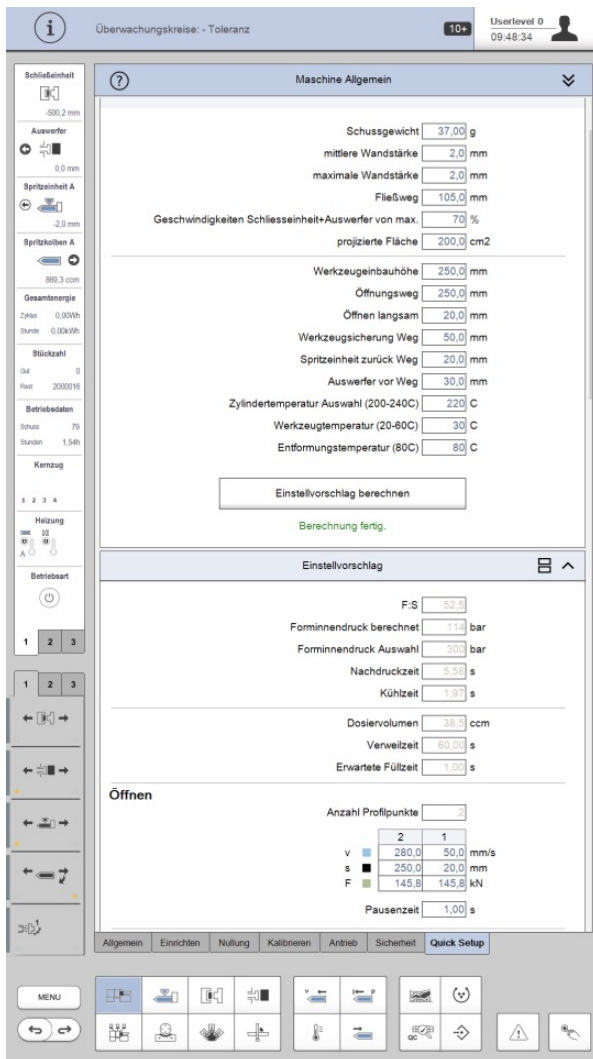 Überwachungskreise: - Toleranz
10+
Userlevel 0
09:48:34
Schließeinheit
-500,2 mm
Auswerfer
0,0 mm
Spritzeinheit A
-2,0 mm
Spritzkolben A
869,3 ccm
Gesamtenergie
Zyklus 0,00Wh
Stunde 0,00kWh
Stückzahl
Gut 0
Rest 2000016
Betriebsdaten
Schuss 79
Stunden 1,54h
Kernzug
1 2 3 4
Heizung
A
Betriebsart
1 2 3
1 2 3
Maschine Allgemein
Schussgewicht 37,00 g
mittlere Wandstärke 2,0 mm
maximale Wandstärke 2,0 mm
Fließweg 105,0 mm
Geschwindigkeiten Schliesseinheit+Auswerfer von max. 70 %
projizierte Fläche 200,0 cm2
Werkzeugeinbauhöhe 250,0 mm
Öffnungsweg 250,0 mm
Öffnen langsam 20,0 mm
Werkzeugsicherung Weg 50,0 mm
Spritzeinheit zurück Weg 20,0 mm
Auswerfer vor Weg 30,0 mm
Zylindertemperatur Auswahl (200-240C) 220 C
Werkzeugtemperatur (20-60C) 30 C
Entformungstemperatur (80C) 80 C
Einstellvorschlag berechnen
Berechnung fertig.
Einstellvorschlag
F:S 52,5
Forminnendruck berechnet 114 bar
Forminnendruck Auswahl 300 bar
Nachdruckzeit 5,58 s
Kühlzeit 1,97 s
Dosiervolumen 38,5 ccm
Verweilzeit 60,00 s
Erwartete Füllzeit 1,00 s
Öffnen
Anzahl Profilpunkte 2
2 1
v 280,0 50,0 mm/s
s 250,0 20,0 mm
F 145,8 145,8 kN
Pausenzeit 1,00 s
Allgemein Einrichten Nullung Kalibrieren Antrieb Sicherheit Quick Setup
MENU
v p
QC